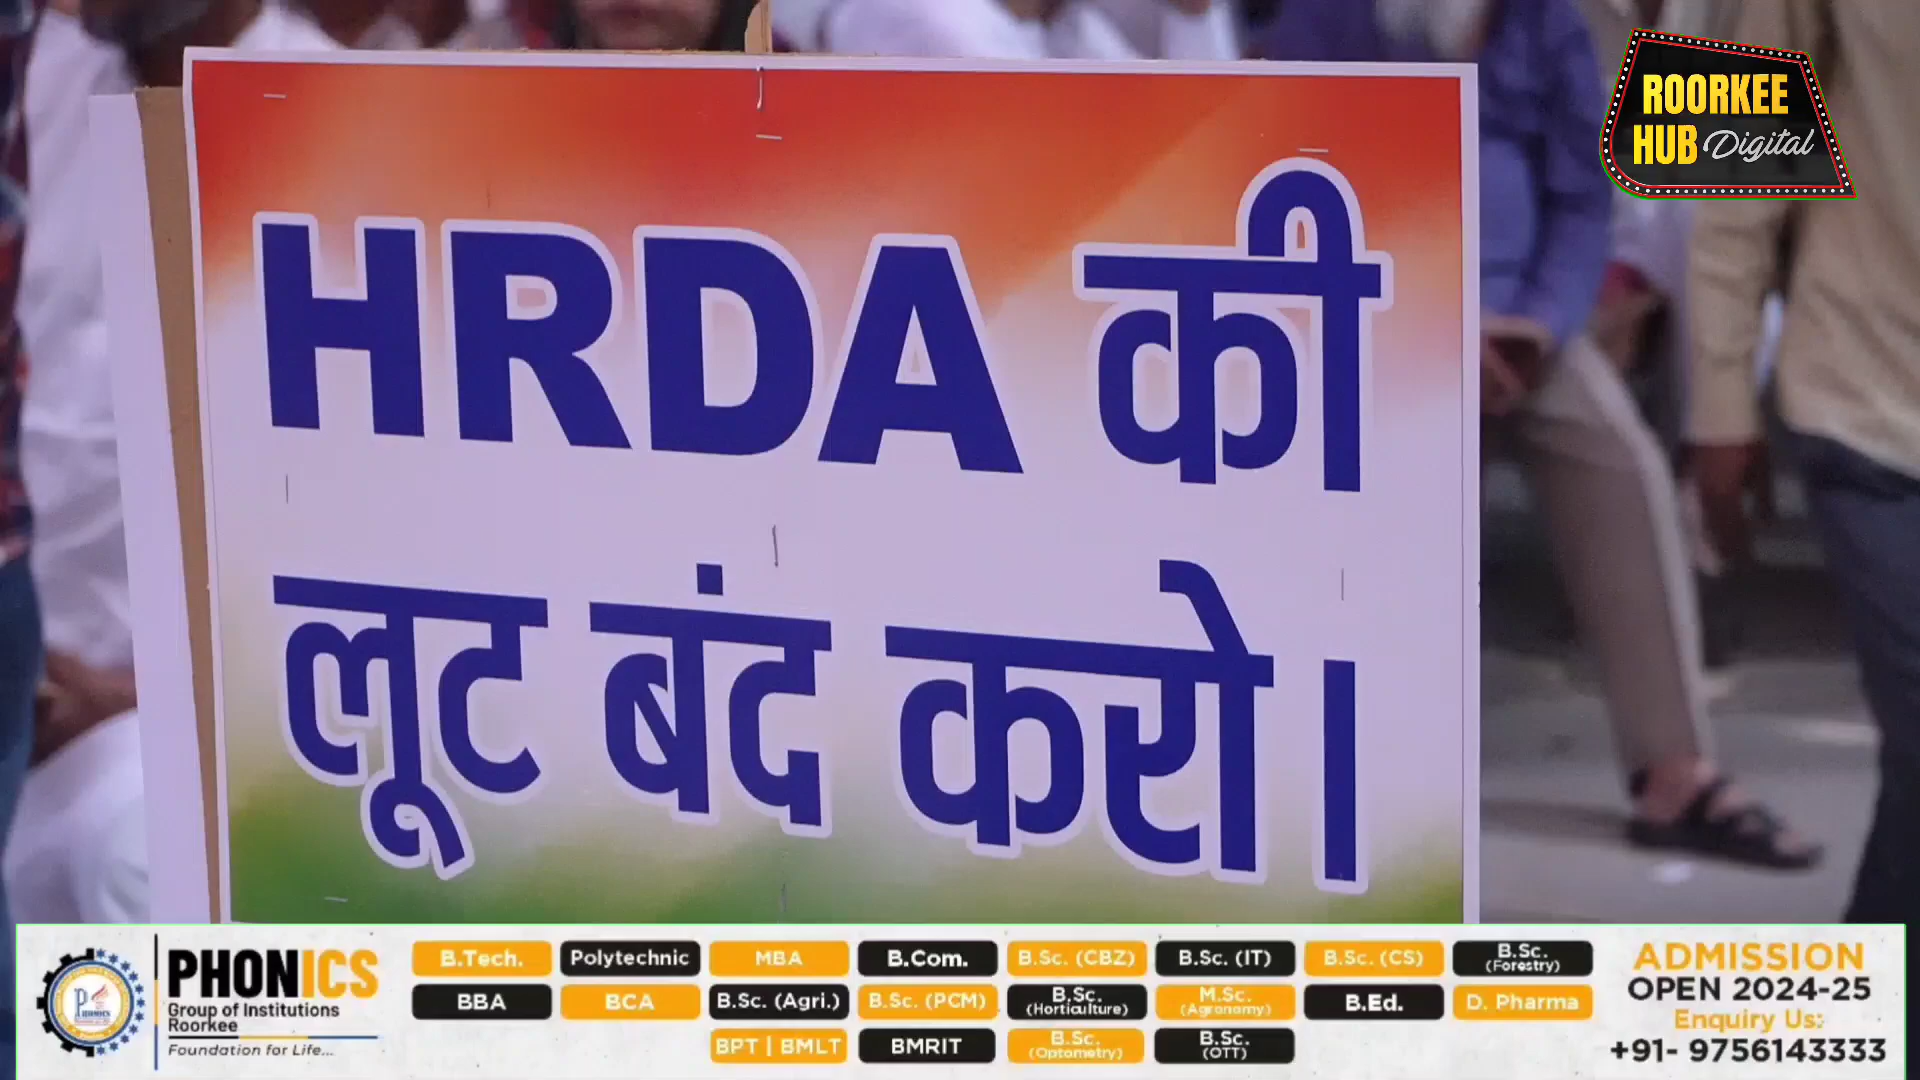 ROORKEE
HUB Digital
HRDA की
लूट बंद करो।
PHONICS
Group of Institutions
Roorkee
Foundation for Life...
B.Tech. Polytechnic MBA B.Com. B.Sc. (CBZ) B.Sc. (IT) B.Sc. (CS) B.Sc. (Forestry)
BBA BCA B.Sc. (Agri.) B.Sc. (PCM) B.Sc. (Horticulture) M.Sc. (Agronomy) B.Ed. D. Pharma
BPT | BMLT BMRIT B.Sc. (Optometry) B.Sc. (OTT)
ADMISSION
OPEN 2024-25
Enquiry Us:
+91- 9756143333